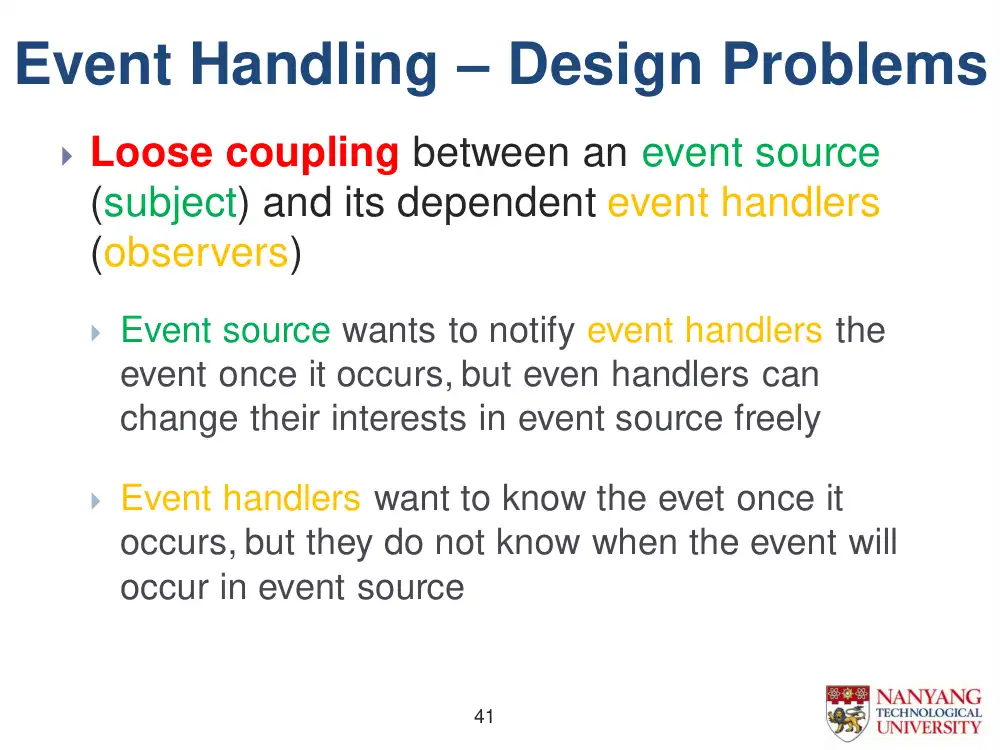 Event Handling – Design Problems
Loose coupling between an event source
(subject) and its dependent event handlers
(observers)
Event source wants to notify event handlers the
event once it occurs, but even handlers can
change their interests in event source freely
Event handlers want to know the evet once it
occurs, but they do not know when the event will
occur in event source
41
NANYANG
TECHNOLOGICAL
UNIVERSITY